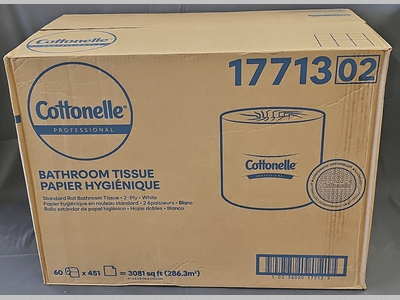 17713 02
Cottonelle®
PROFESSIONAL
Cottonelle®
PROFESSIONAL
Cottonelle
BATHROOM TISSUE
PAPIER HYGIÉNIQUE
Standard Roll Bathroom Tissue • 2-Ply • White
Papier hygiénique en rouleau standard • 2 épaisseurs • Blanc
Rollo estándar de papel higiénico • Hojas dobles • Blanco
60 x 451 = 3081 sq ft (286.3m²)